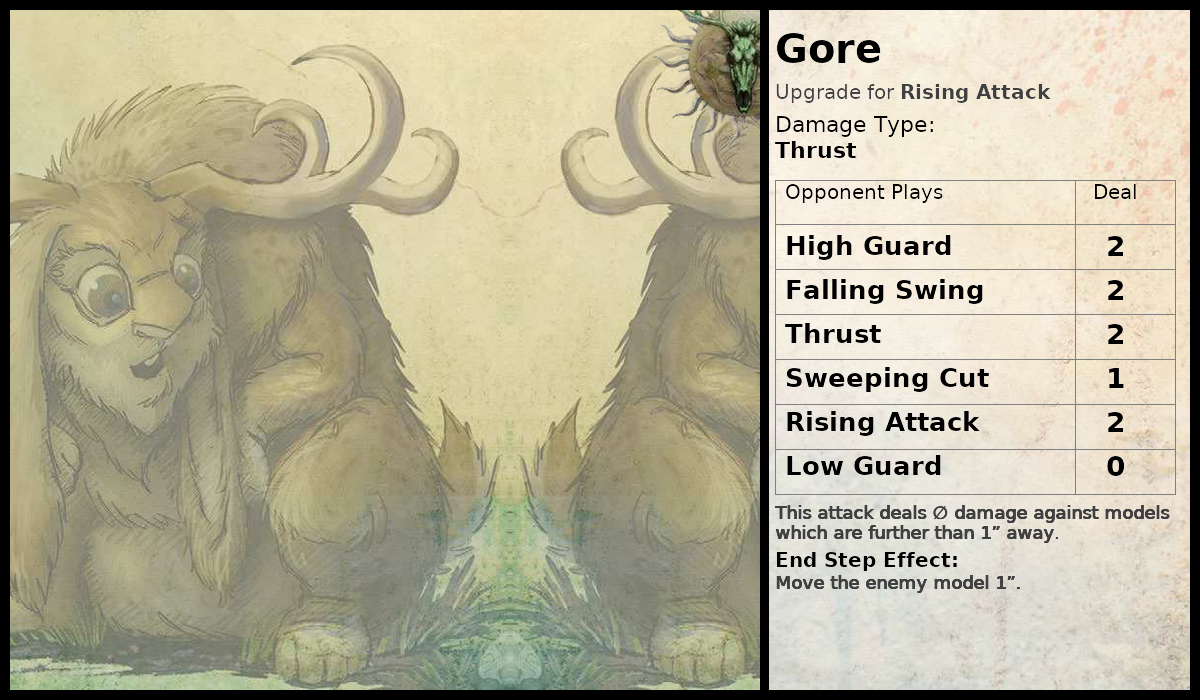 Gore
Upgrade for Rising Attack
Damage Type:
Thrust
Opponent Plays Deal
High Guard 2
Falling Swing 2
Thrust 2
Sweeping Cut 1
Rising Attack 2
Low Guard 0
This attack deals ∅ damage against models
which are further than 1” away.
End Step Effect:
Move the enemy model 1”.